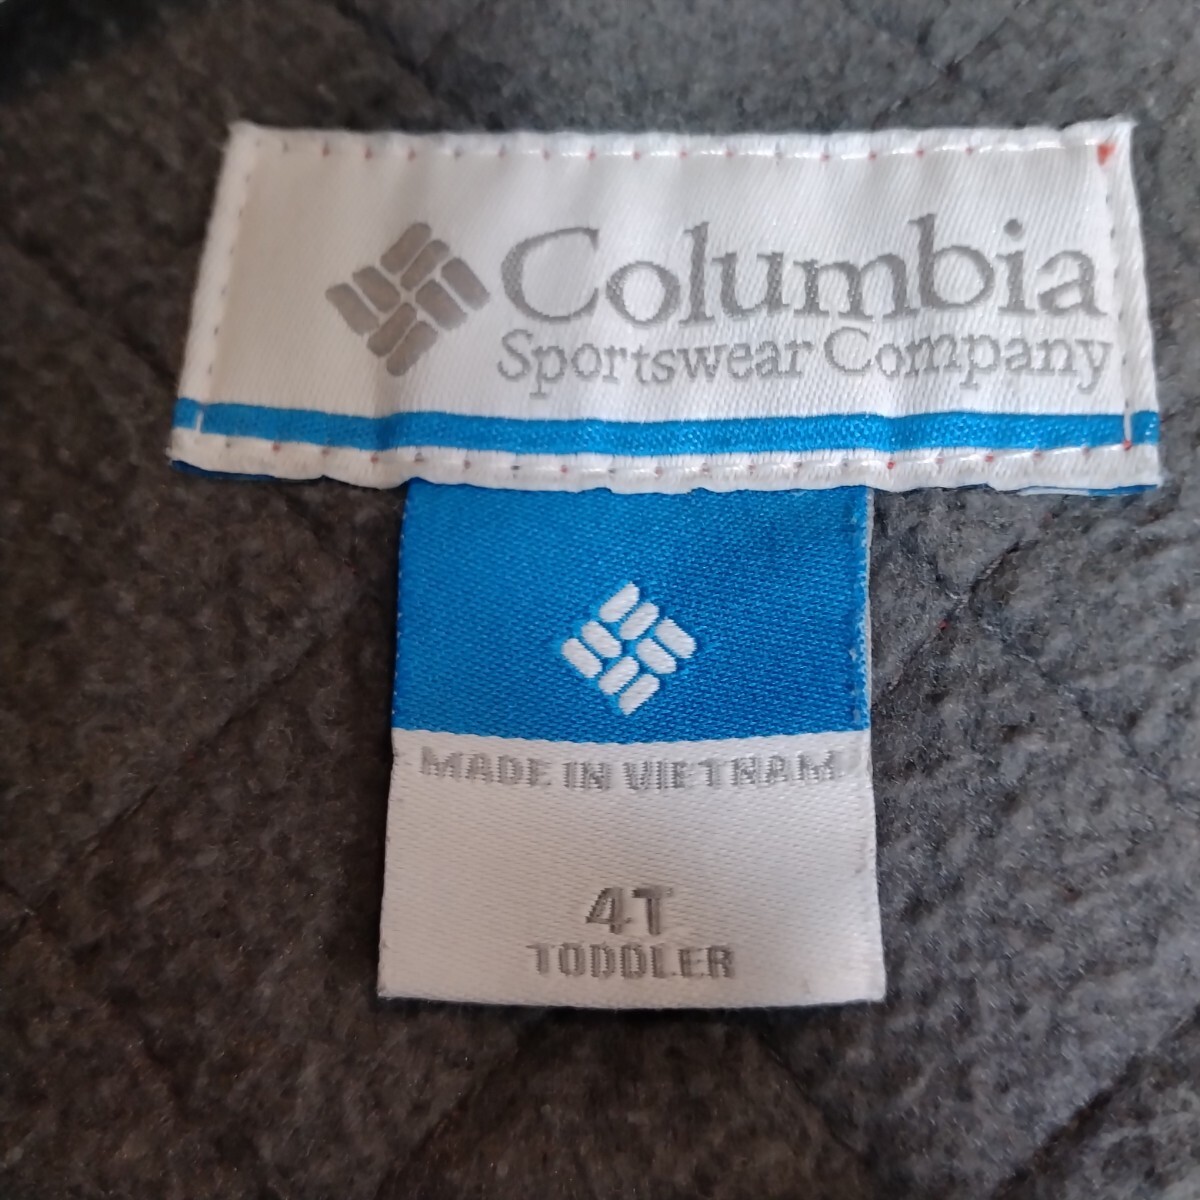 Columbia
Sportswear Company
MADE IN VIETNAM
4T
TODDLER